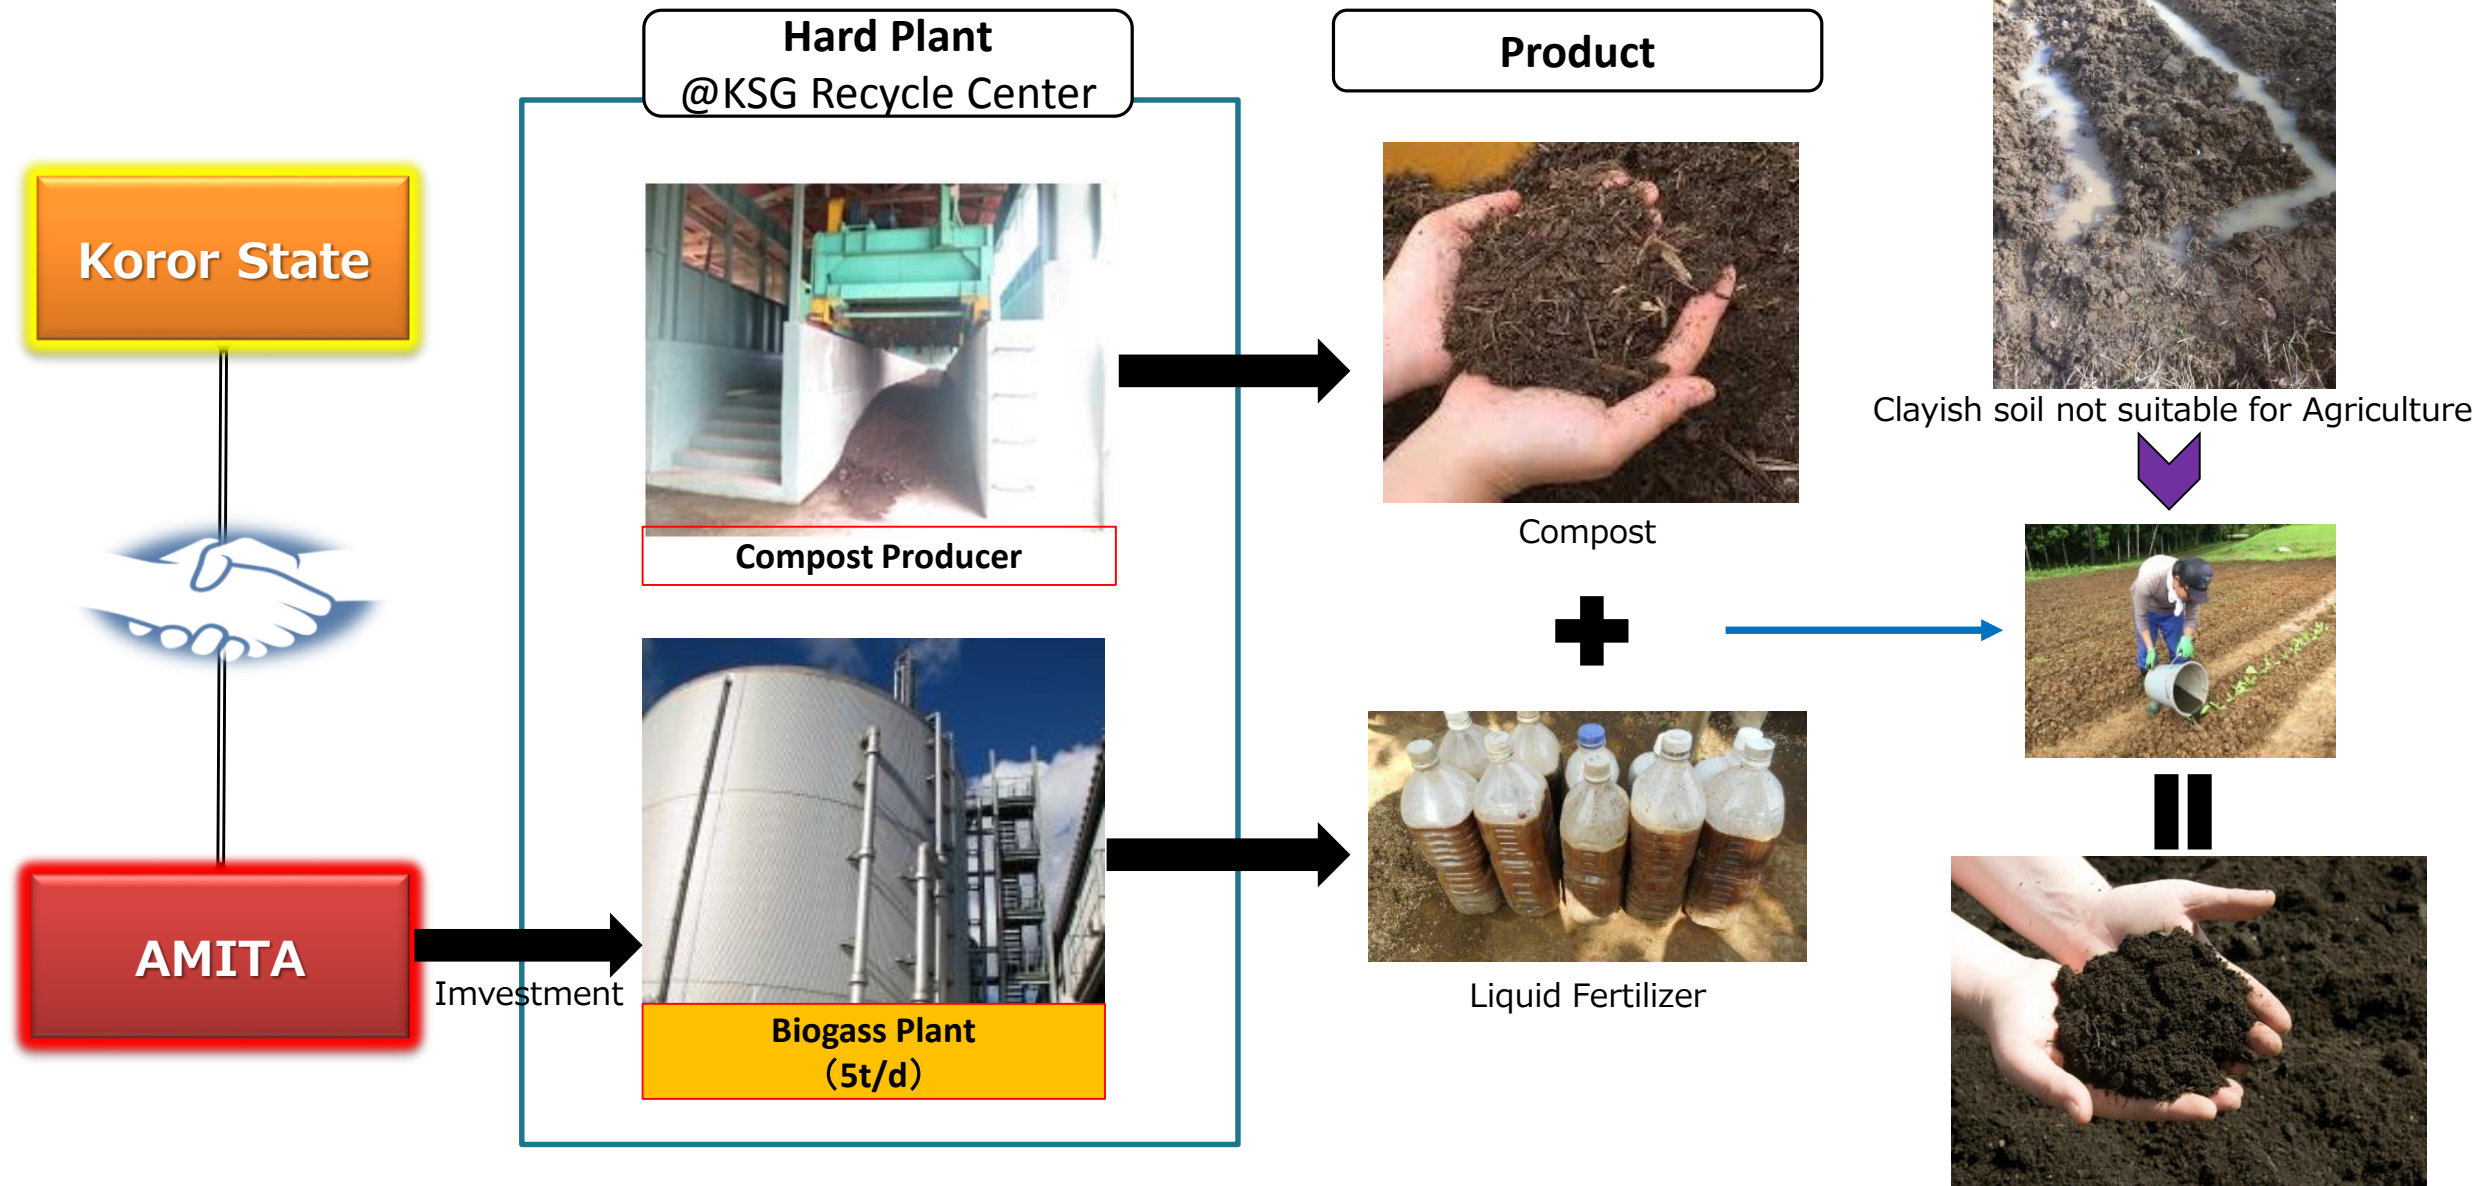 Hard Plant
@KSG Recycle Center
Product
Koror State
Clayish soil not suitable for Agriculture
Compost Producer
Compost
AMITA
Imvestment
Biogass Plant
（5t/d）
Liquid Fertilizer